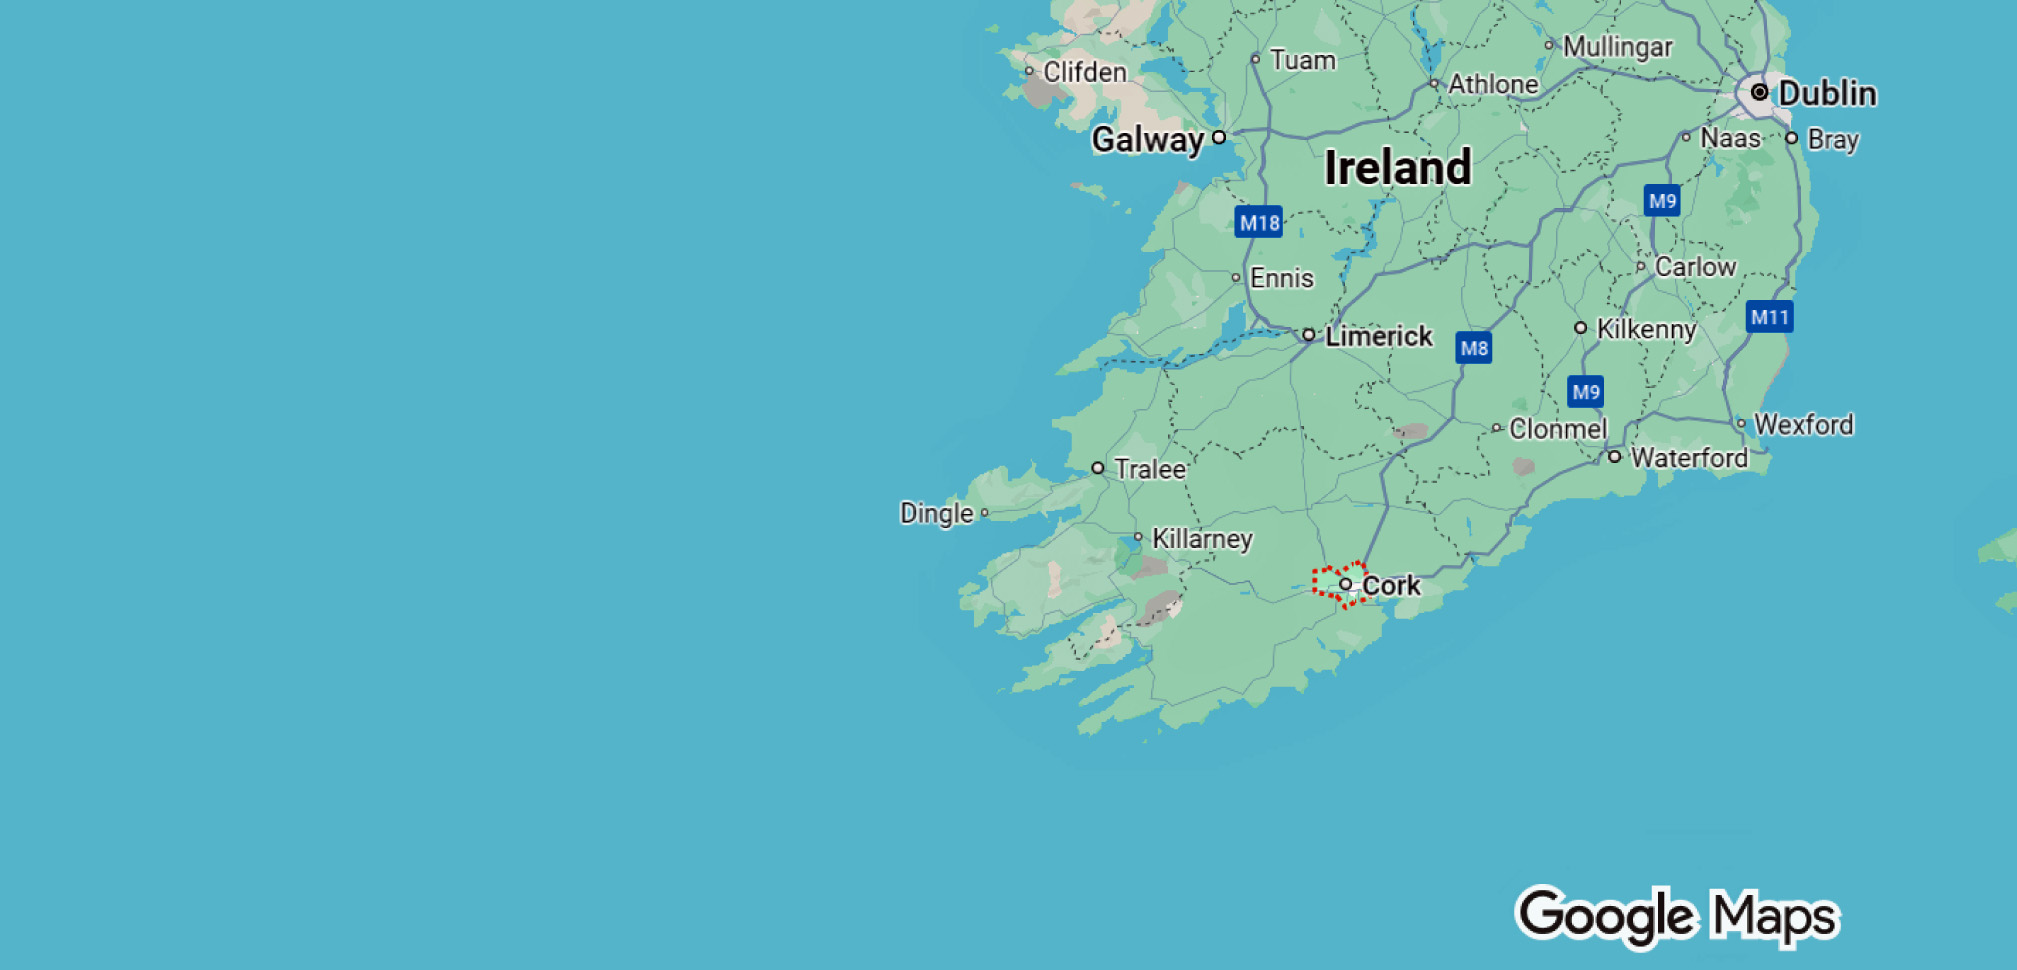 Mullingar
Tuam
Clifden
Athlone
Dublin
Galway
Naas
Bray
Ireland
M9
M18
Carlow
Ennis
M11
Kilkenny
Limerick
M8
M9
Wexford
Clonmel
Waterford
Tralee
Dingle
Killarney
Cork
Google Maps